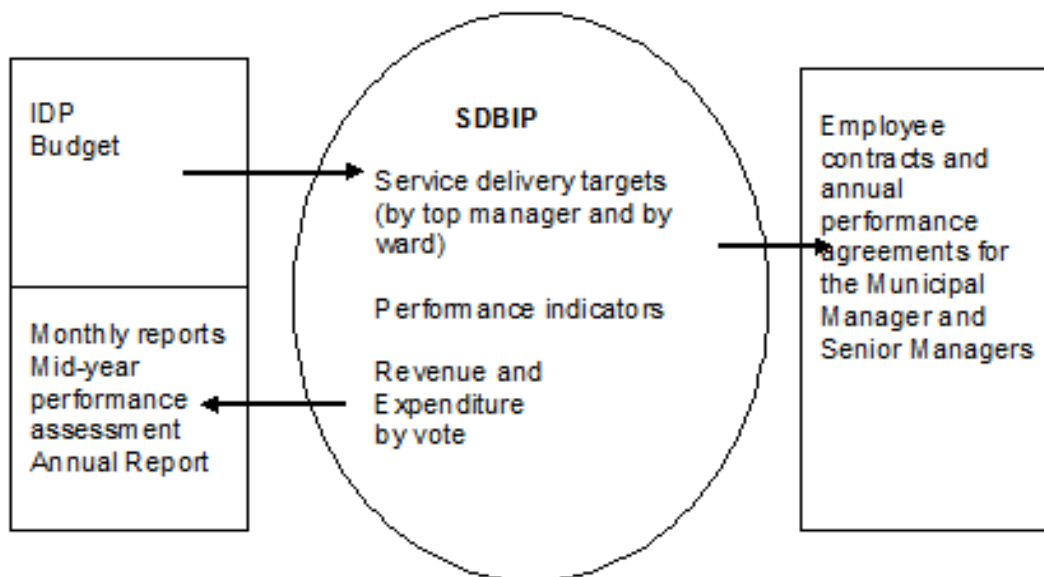 IDP
Budget
Monthly reports
Mid-year
performance
assessment
Annual Report
SDBIP
Service delivery targets
(by top manager and by
ward)
Performance indicators
Revenue and
Expenditure
by vote
Employee
contracts and
annual
performance
agreements for
the Municipal
Manager and
Senior Managers